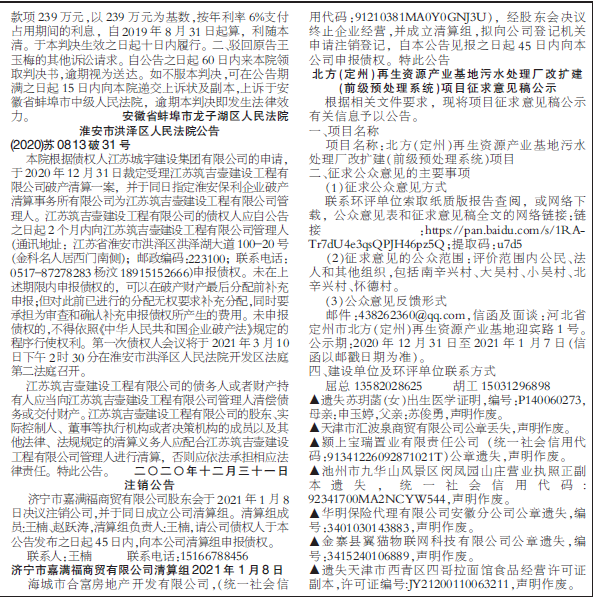 款项239万元,以239万元为基数,按年利率6%支付
占用期间的利息,自2019年8月31日起算,利随本
清。于本判决生效之日起十日内履行。二、驳回原告王
玉梅的其他诉讼请求。自公告之日起60日内来本院领
取判决书,逾期视为送达。如不服本判决,可在公告期
满之日起15日内向本院递交上诉状及副本,上诉于安
徽省蚌埠市中级人民法院,逾期本判决即发生法律效
力。 安徽省蚌埠市龙子湖区人民法院
淮安市洪泽区人民法院公告
(2020)苏0813破31号
本院根据债权人江苏城宇建设集团有限公司的申请,
于2020年12月31日裁定受理江苏筑吉壹建设工程有
限公司破产清算一案,并于同日指定淮安保利企业破产
清算事务所有限公司为江苏筑吉壹建设工程有限公司管
理人。江苏筑吉壹建设工程有限公司的债权人应自公告
之日起2个月内向江苏筑吉壹建设工程有限公司管理人
(通讯地址:江苏省淮安市洪泽区洪泽湖大道100-20号
(金科名人居西门南侧);邮政编码:223100;联系电话:
0517-87278283杨汶18915152666)申报债权。未在上
述期限内申报债权的,可以在破产财产最后分配前补充
申报;但对此前已进行的分配无权要求补充分配,同时要
承担为审查和确认补充申报债权所产生的费用。未申报
债权的,不得依照《中华人民共和国企业破产法》规定的
程序行使权利。第一次债权人会议将于2021年3月10
日下午2时30分在淮安市洪泽区人民法院开发区法庭
第二法庭召开。
江苏筑吉壹建设工程有限公司的债务人或者财产持
有人应当向江苏筑吉壹建设工程有限公司管理人清偿债
务或交付财产。江苏筑吉壹建设工程有限公司的股东、实
际控制人、董事等执行机构或者决策机构的成员以及其
他法律、法规规定的清算义务人应配合江苏筑吉壹建设
工程有限公司管理人进行清算,否则应依法承担相应法
律责任。特此公告。 二〇二〇年十二月三十一日
注销公告
济宁市嘉满福商贸有限公司股东会于2021年1月8
日决议注销公司,并于同日成立公司清算组。清算组成
员:王楠、赵跃涛,清算组负责人:王楠,请公司债权人于本
公告发布之日起45日内,向本公司清算组申报债权。
联系人:王楠 联系电话:15166788456
济宁市嘉满福商贸有限公司清算组2021年1月8日
海城市合富房地产开发有限公司,(统一社会信
用代码:91210381MA0Y0GNJ3U),经股东会决议
终止企业经营,并成立清算组,拟向公司登记机关
申请注销登记,自本公告见报之日起45日内向本
公司申报债权。特此公告
北方(定州)再生资源产业基地污水处理厂改扩建
(前级预处理系统)项目征求意见稿公示
根据相关文件要求,现将项目征求意见稿公示
有关信息予以公告。
一、项目名称
项目名称:北方(定州)再生资源产业基地污水
处理厂改扩建(前级预处理系统)项目
二、征求公众意见的主要事项
(1)征求公众意见方式
联系环评单位索取纸质版报告查阅,或网络下
载,公众意见表和征求意见稿全文的网络链接:链
接:https://pan.baidu.com/s/1RA-
Tr7dU4e3qsQPJH46pz5Q;提取码:u7d5
(2)征求意见的公众范围:评价范围内公民、法
人和其他组织,包括南辛兴村、大吴村、小吴村、北
辛兴村、怀德村。
(3)公众意见反馈形式
邮件:438262360@qq.com,信函及面谈:河北省
定州市北方(定州)再生资源产业基地迎宾路1号。
公示期:2020年12月31日至2021年1月7日(信
函以邮戳日期为准)。
四、建设单位及环评单位联系方式
屈总 13582028625 胡工 15031296898
▲遗失苏玥菡(女)出生医学证明,编号:P140060273,
母亲:申玉婷,父亲:苏俊勇,声明作废。
▲天津市汇波泉商贸有限公司公章丢失,声明作废。
▲颍上宝瑞置业有限责任公司(统一社会信用代
码:91341226092871021T)公章遗失,声明作废。
▲池州市九华山风景区闵凤园山庄营业执照正副
本遗失,统一社会信用代码:
92341700MA2NCYW544,声明作废。
▲华明保险代理有限公司安徽分公司公章遗失,编
号:3401030143883,声明作废。
▲金寨县翼猫物联网科技有限公司公章遗失,编
号:3415240106889,声明作废。
▲遗失天津市西青区四哥拉面馆食品经营许可证
副本,许可证编号:JY21200110063211,声明作废。